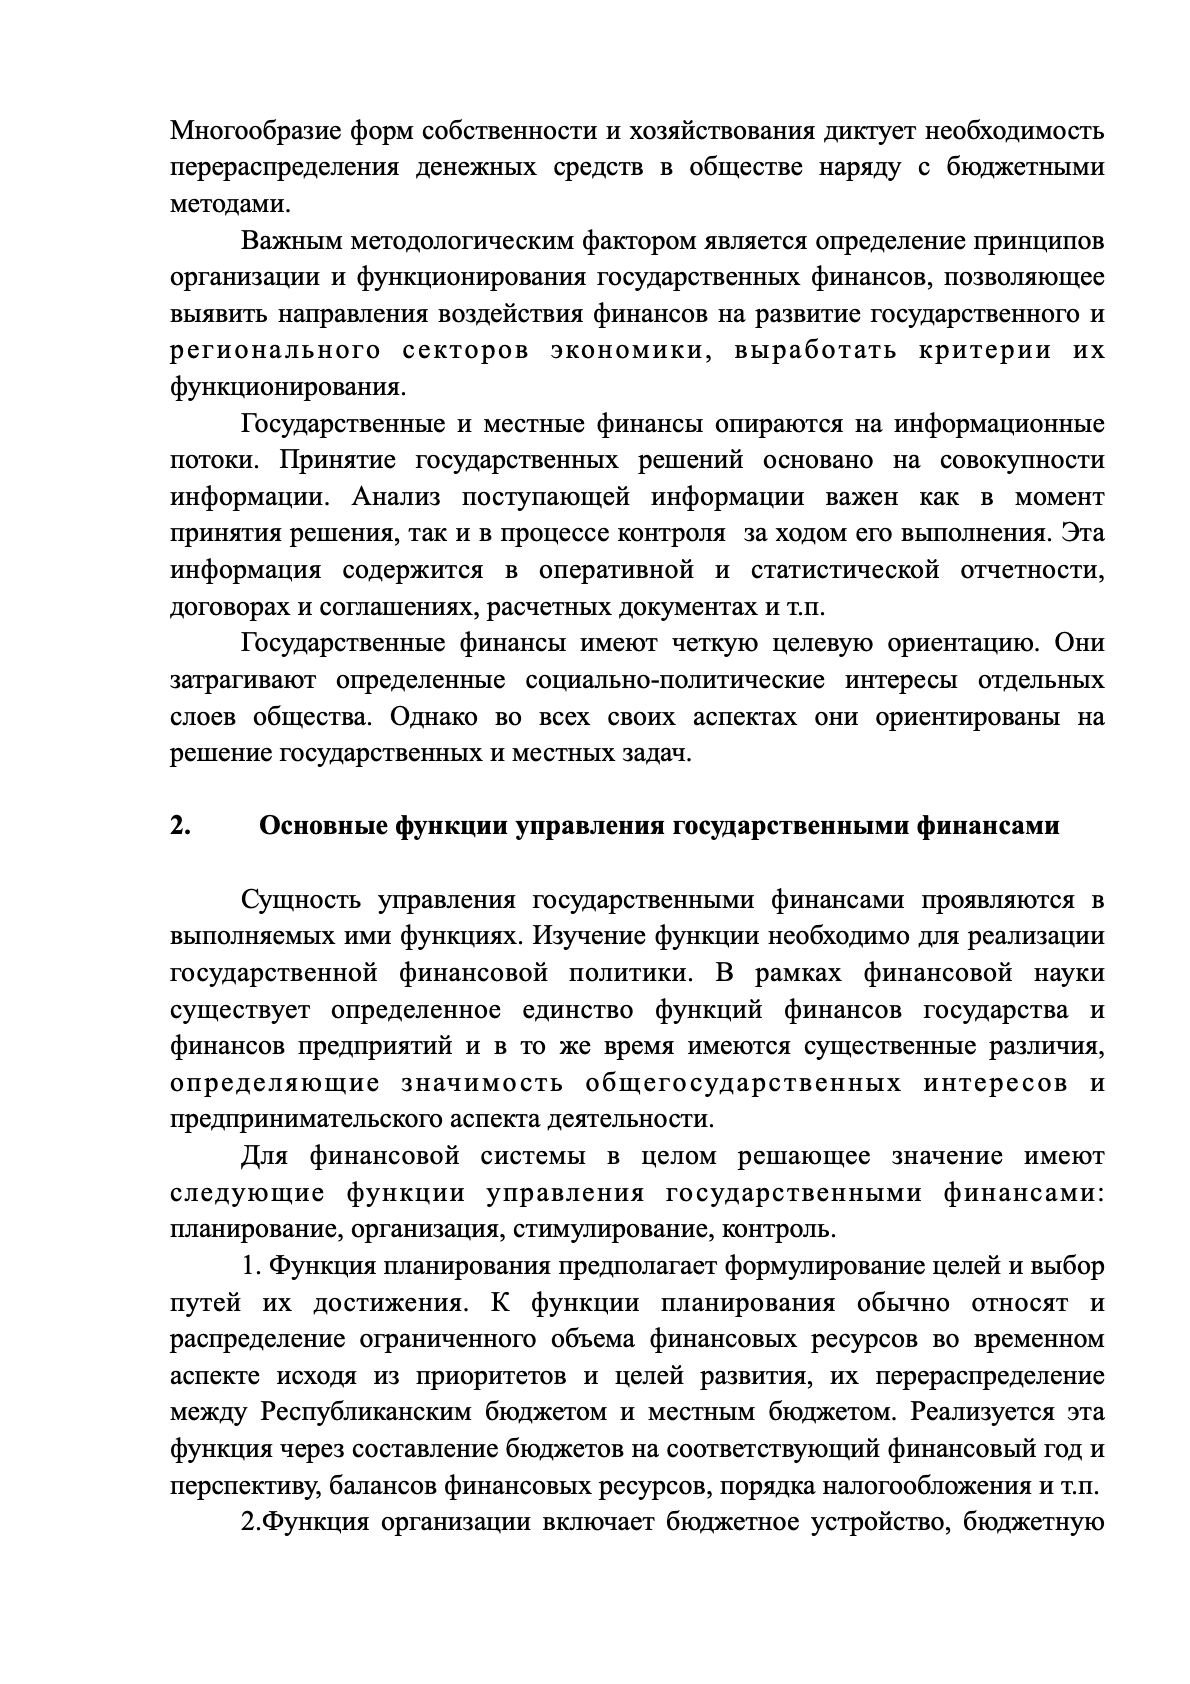 Многообразие форм собственности и хозяйствования диктует необходимость
перераспределения денежных средств в обществе наряду с бюджетными
методами.
Важным методологическим фактором является определение принципов
организации и функционирования государственных финансов, позволяющее
выявить направления воздействия финансов на развитие государственного и
регионального секторов экономики, выработать критерии их
функционирования.
Государственные и местные финансы опираются на информационные
потоки. Принятие государственных решений основано на совокупности
информации. Анализ поступающей информации важен как в момент
принятия решения, так и в процессе контроля  за ходом его выполнения. Эта
информация содержится в оперативной и статистической отчетности,
договорах и соглашениях, расчетных документах и т.п.
Государственные финансы имеют четкую целевую ориентацию. Они
затрагивают определенные социально-политические интересы отдельных
слоев общества. Однако во всех своих аспектах они ориентированы на
решение государственных и местных задач.
2. Основные функции управления государственными финансами
Сущность управления государственными финансами проявляются в
выполняемых ими функциях. Изучение функции необходимо для реализации
государственной финансовой политики. В рамках финансовой науки
существует определенное единство функций финансов государства и
финансов предприятий и в то же время имеются существенные различия,
определяющие значимость общегосударственных интересов и
предпринимательского аспекта деятельности.
Для финансовой системы в целом решающее значение имеют
следующие функции управления государственными финансами:
планирование, организация, стимулирование, контроль.
1. Функция планирования предполагает формулирование целей и выбор
путей их достижения. К функции планирования обычно относят и
распределение ограниченного объема финансовых ресурсов во временном
аспекте исходя из приоритетов и целей развития, их перераспределение
между Республиканским бюджетом и местным бюджетом. Реализуется эта
функция через составление бюджетов на соответствующий финансовый год и
перспективу, балансов финансовых ресурсов, порядка налогообложения и т.п.
2.Функция организации включает бюджетное устройство, бюджетную